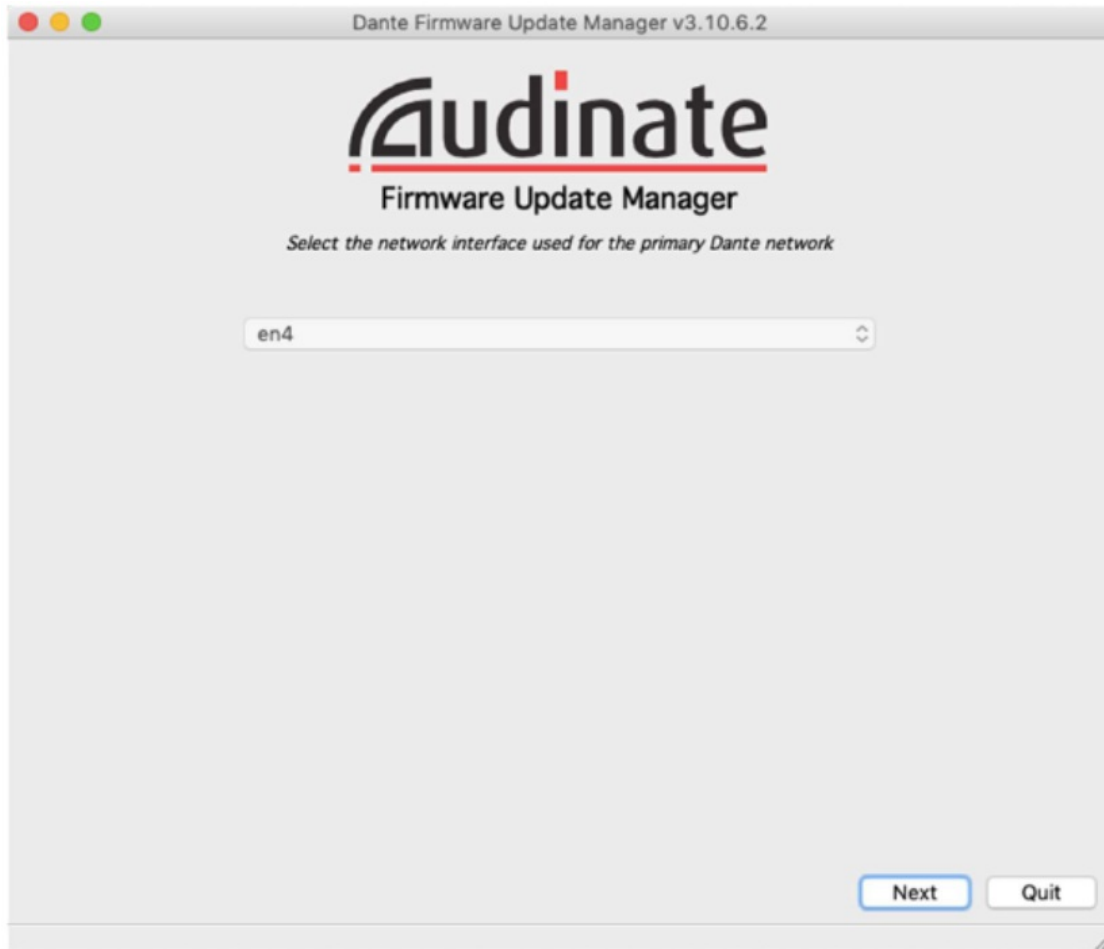 Dante Firmware Update Manager v3.10.6.2
Audinate
Firmware Update Manager
Select the network interface used for the primary Dante network
en4
Next Quit